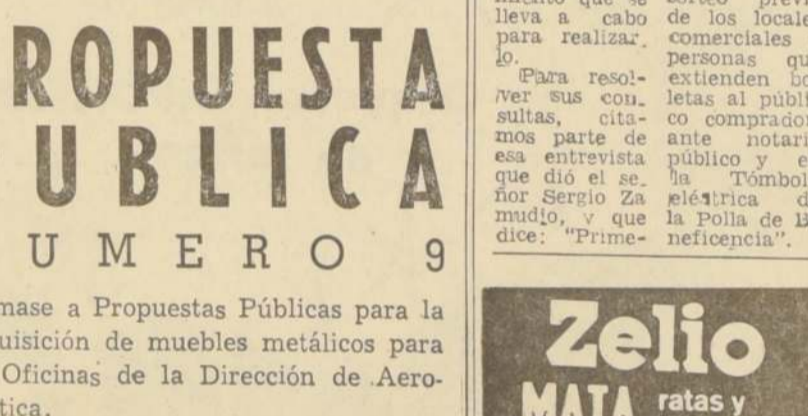 ROPUESTA
UBLICA
UMERO 9
mase a Propuestas Públicas para la
uisición de muebles metálicos para
Oficinas de la Dirección de Aero-
tica.
lleva a cabo
para realizar
lo.
Para resol-
ver sus con-
sultas, cita-
mos parte de
esa entrevista
que dió el se-
ñor Sergio Za
mudio, y que
dice: "Prime-
de los locale
comerciales
personas qu
extienden bo
letas al públi
co comprador
ante notari
público y e
la Tómbol
eléctrica d
la Polla de B
neficencia".
Zelio
MATA ratas y